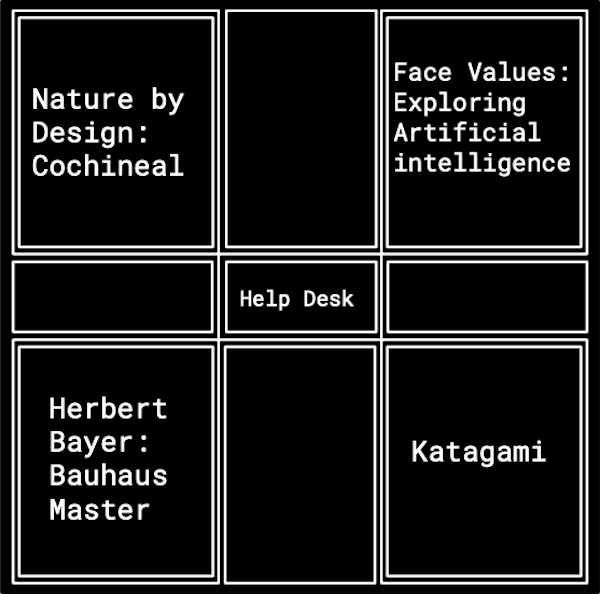 Nature by
Design:
Cochineal
Face Values:
Exploring
Artificial
intelligence
Help Desk
Herbert
Bayer:
Bauhaus
Master
Katagami